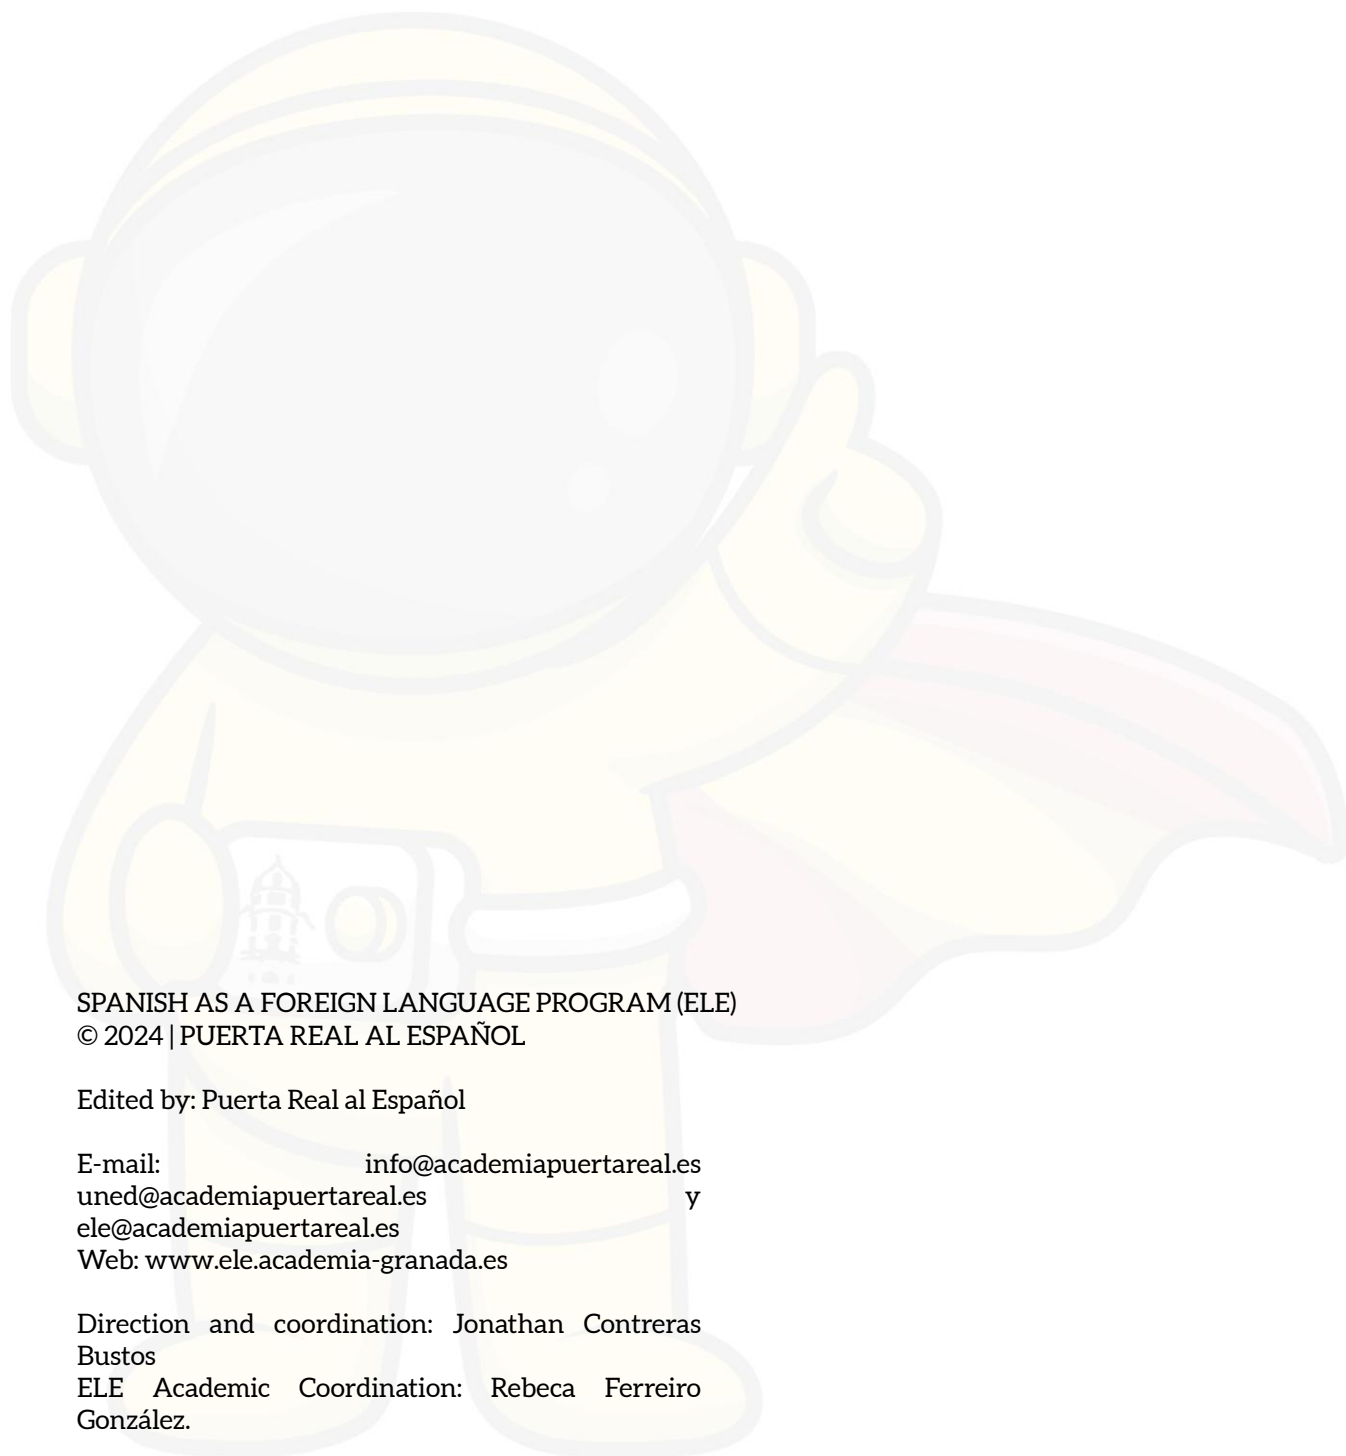 SPANISH AS A FOREIGN LANGUAGE PROGRAM (ELE)
© 2024 | PUERTA REAL AL ESPAÑOL
Edited by: Puerta Real al Español
E-mail: info@academiapuertareal.es
uned@academiapuertareal.es y
ele@academiapuertareal.es
Web: www.ele.academia-granada.es
Direction and coordination: Jonathan Contreras
Bustos
ELE Academic Coordination: Rebeca Ferreiro
González.